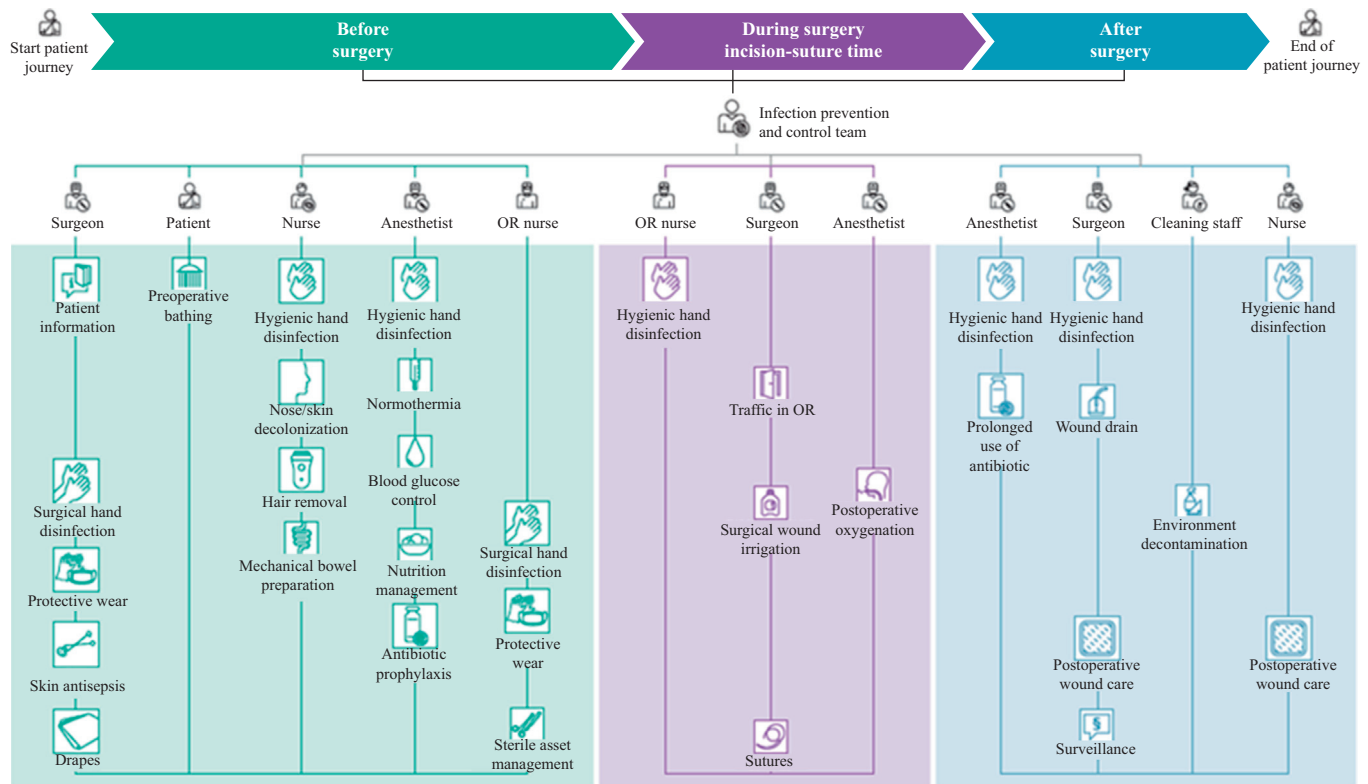 Start patient
journey
Before
surgery
During surgery
incision-suture time
After
surgery
End of
patient journey
Infection prevention
and control team
Surgeon
Patient
Nurse
Anesthetist
OR nurse
OR nurse
Surgeon
Anesthetist
Anesthetist
Surgeon
Cleaning staff
Nurse
Patient
information
Surgical hand
disinfection
Protective wear
Skin antisepsis
Drapes
Preoperative
bathing
Hygienic hand
disinfection
Nose/skin
decolonization
Hair removal
Mechanical bowel
preparation
Hygienic hand
disinfection
Normothermia
Blood glucose
control
Nutrition
management
Antibiotic
prophylaxis
Surgical hand
disinfection
Protective
wear
Sterile asset
management
Hygienic hand
disinfection
Traffic in OR
Surgical wound
irrigation
Sutures
Postoperative
oxygenation
Hygienic hand
disinfection
Prolonged
use of
antibiotic
Hygienic hand
disinfection
Wound drain
Postoperative
wound care
§
Surveillance
Environment
decontamination
Hygienic hand
disinfection
Postoperative
wound care